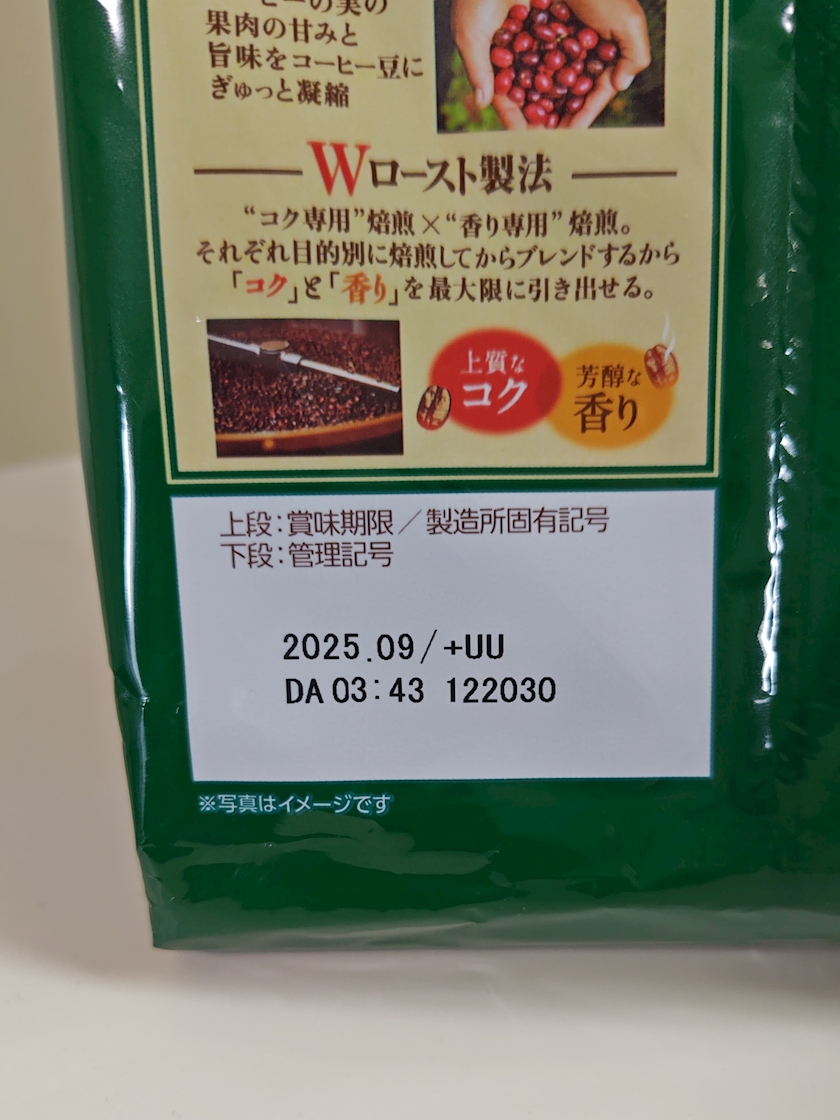 ーの実の
果肉の甘みと
旨味をコーヒー豆に
ぎゅっと凝縮
Wロースト製法
“コク専用”焙煎×“香り専用”焙煎。
それぞれ目的別に焙煎してからブレンドするから
「コク」と「香り」を最大限に引き出せる。
上質な
コク
芳醇な
香り
上段:賞味期限／製造所固有記号
下段:管理記号
2025.09/+UU
DA 03:43 122030
※写真はイメージです